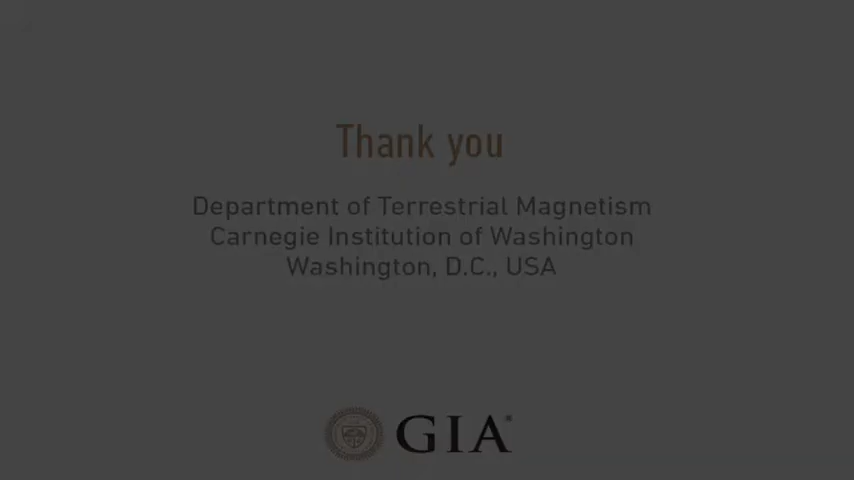 Thank you
Department of Terrestrial Magnetism
Carnegie Institution of Washington
Washington, D.C., USA
GIA®